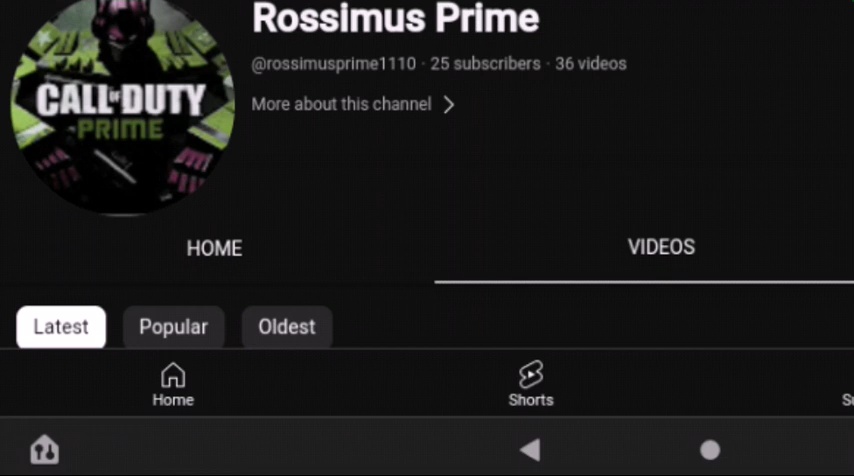 Rossimus Prime
@rossimusprime1110 · 25 subscribers · 36 videos
More about this channel
CALL OF DUTY
PRIME
HOME
VIDEOS
Latest
Popular
Oldest
Home
Shorts